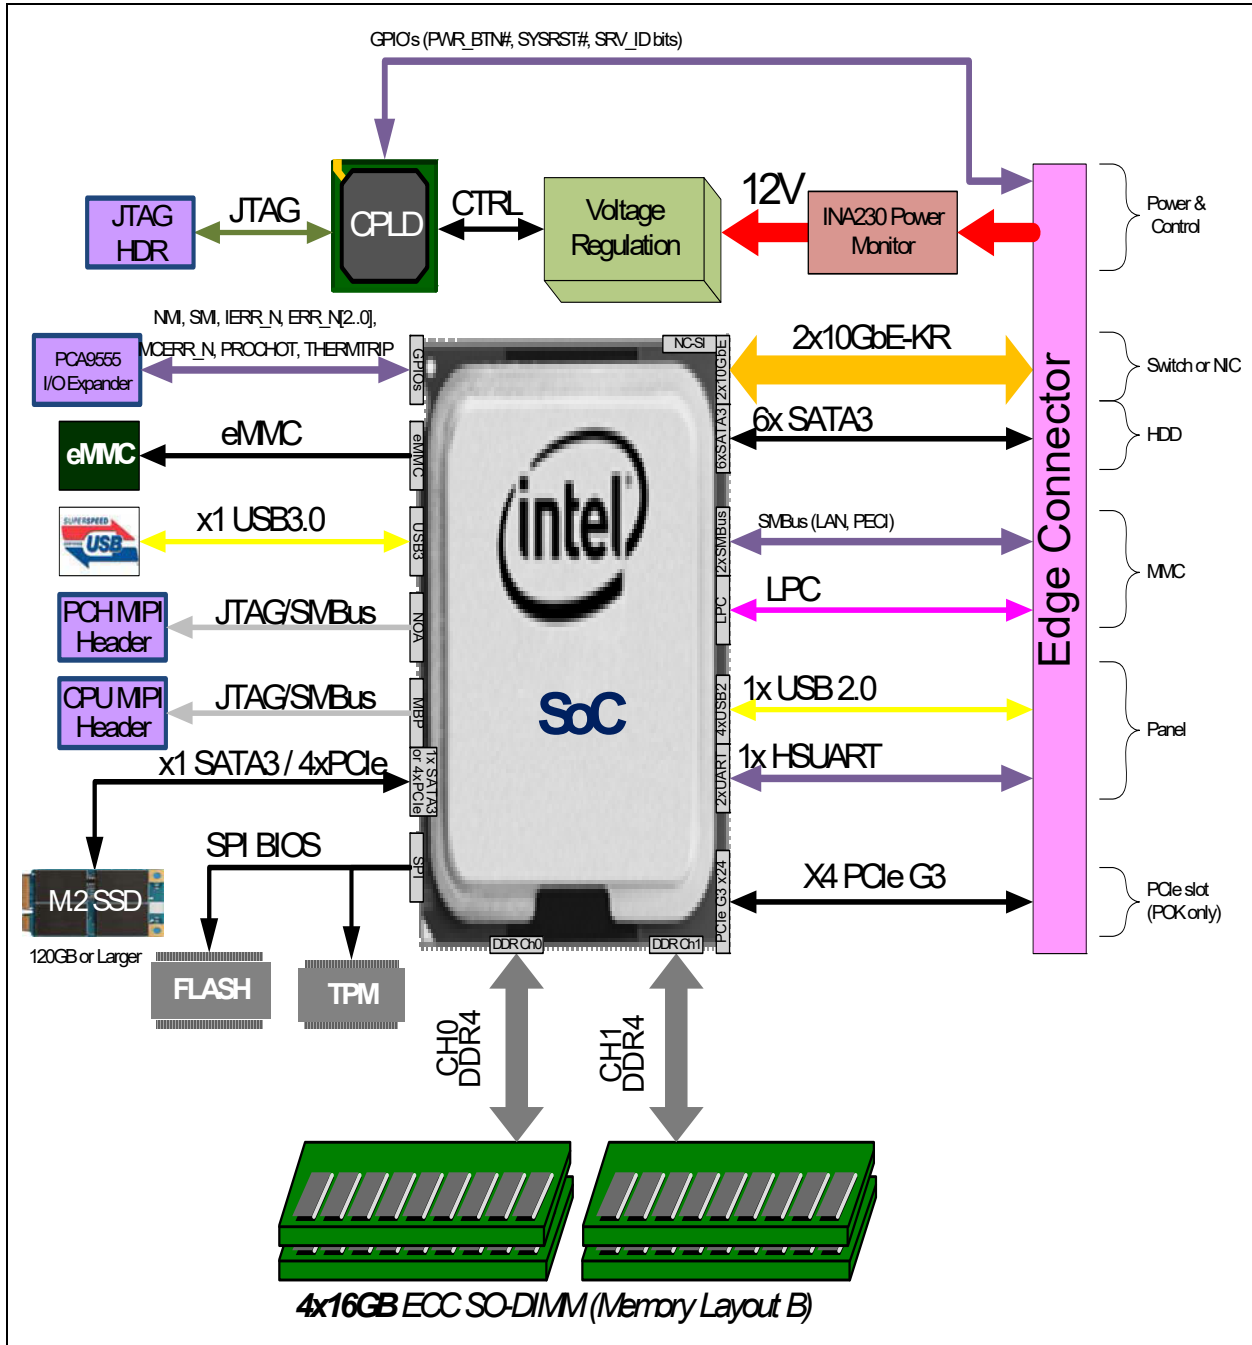 GPIO's (PWR_BTN#, SYSRST#, SRV_ID bits)
JTAG
HDR
JTAG
CPLD
CTRL
Voltage
Regulation
12V
INA230 Power
Monitor
Power &
Control
NMI, SMI, IERR_N, ERR_N[2..0],
MCERR_N, PROCHOT, THERMTRIP
PCA9555
I/O Expander
GPIOs
NC-SI
2x10GbE
2x10GbE-KR
Switch or NIC
eMMC
eMMC
eMMC
6xSATA3
6x SATA3
HDD
Edge Connector
SUPERSPEED
USB
x1 USB3.0
USB3
intel
2xSMBus
SMBus (LAN, PECI)
MMC
PCH MIPI
Header
JTAG/SMBus
NOA
LPC
LPC
CPU MIPI
Header
JTAG/SMBus
MBP
SoC
4xUSB2
1x USB 2.0
Panel
x1 SATA3 / 4xPCIe
1x SATA3
or 4xPCIe
2xUART
1x HSUART
SPI BIOS
SPI
PCIe G3 x24
X4 PCIe G3
PCIe slot
(POK only)
M.2 SSD
120GB or Larger
FLASH
TPM
DDR Ch0
DDR Ch1
CH0
DDR4
CH1
DDR4
4x16GB ECC SO-DIMM (Memory Layout B)